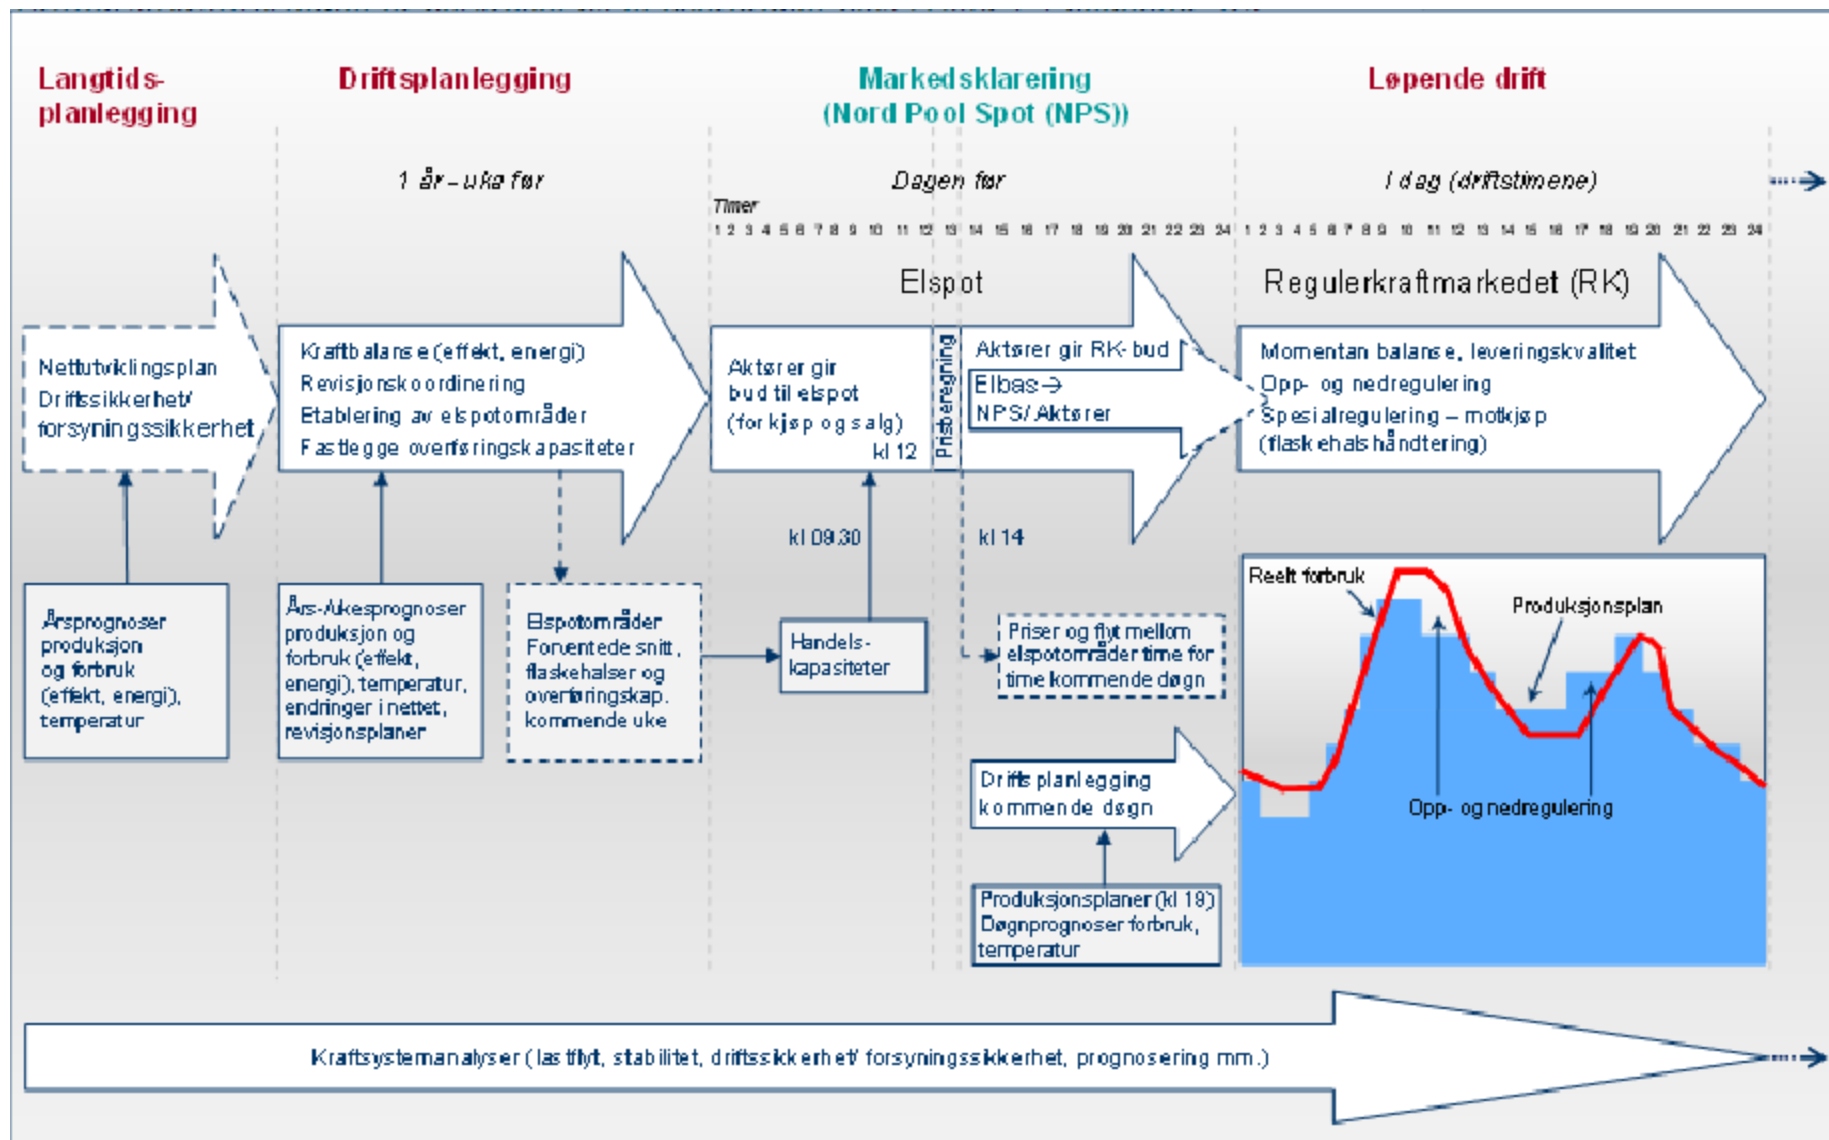 Langtids-
planlegging
Driftsplanlegging
Markedsklarering
(Nord Pool Spot (NPS))
Løpende drift
1 år – uka før
Dagen før
I dag (driftstimene)
Timer
1 2 3 4 5 6 7 8 9 10 11 12 13 14 15 16 17 18 19 20 21 22 23 24
1 2 3 4 5 6 7 8 9 10 11 12 13 14 15 16 17 18 19 20 21 22 23 24
Elspot
Regulerkraftmarkedet (RK)
Nettutviklingsplan
Driftssikkerhet/
forsyningssikkerhet
Kraftbalanse (effekt, energi)
Revisjonskoordinering
Etablering av elspotområder
Fastlegge overføringskapasiteter
Aktører gir
bud til elspot
(for kjøp og salg)
kl 12
Prisberegning
Aktører gir RK- bud
Elbas→
NPS/ Aktører
Momentan balanse, leveringskvalitet
Opp- og nedregulering
Spesialregulering – motkjøp
(flaskehalshåndtering)
kl 09.30
kl 14
Årsprognoser
produksjon
og forbruk
(effekt, energi),
temperatur
Års-/ukesprognoser
produksjon og
forbruk (effekt,
energi), temperatur,
endringer i nettet,
revisjonsplaner
Elspotområder
Forventede snitt,
flaskehalser og
overføringskap.
kommende uke
Handels-
kapasiteter
Priser og flyt mellom
elspotområder time for
time kommende døgn
Drifts planlegging
kommende døgn
Produksjonsplaner (kl 19)
Døgnprognoser forbruk,
temperatur
Reelt forbruk
Produksjonsplan
Opp- og nedregulering
Kraftsystemanalyser (lastflyt, stabilitet, driftssikkerhet/ forsyningssikkerhet, prognosering mm.)